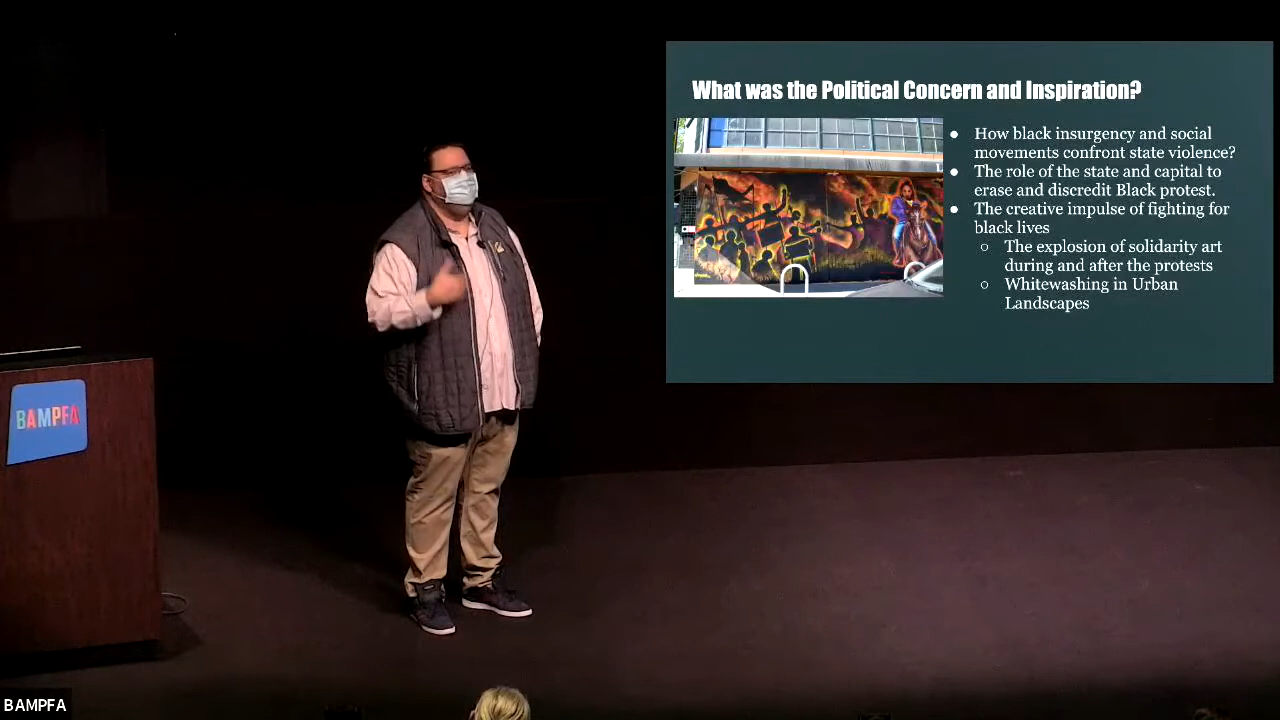 What was the Political Concern and Inspiration?
● How black insurgency and social
movements confront state violence?
● The role of the state and capital to
erase and discredit Black protest.
● The creative impulse of fighting for
black lives
○ The explosion of solidarity art
during and after the protests
○ Whitewashing in Urban
Landscapes
BAMPFA
BAMPFA